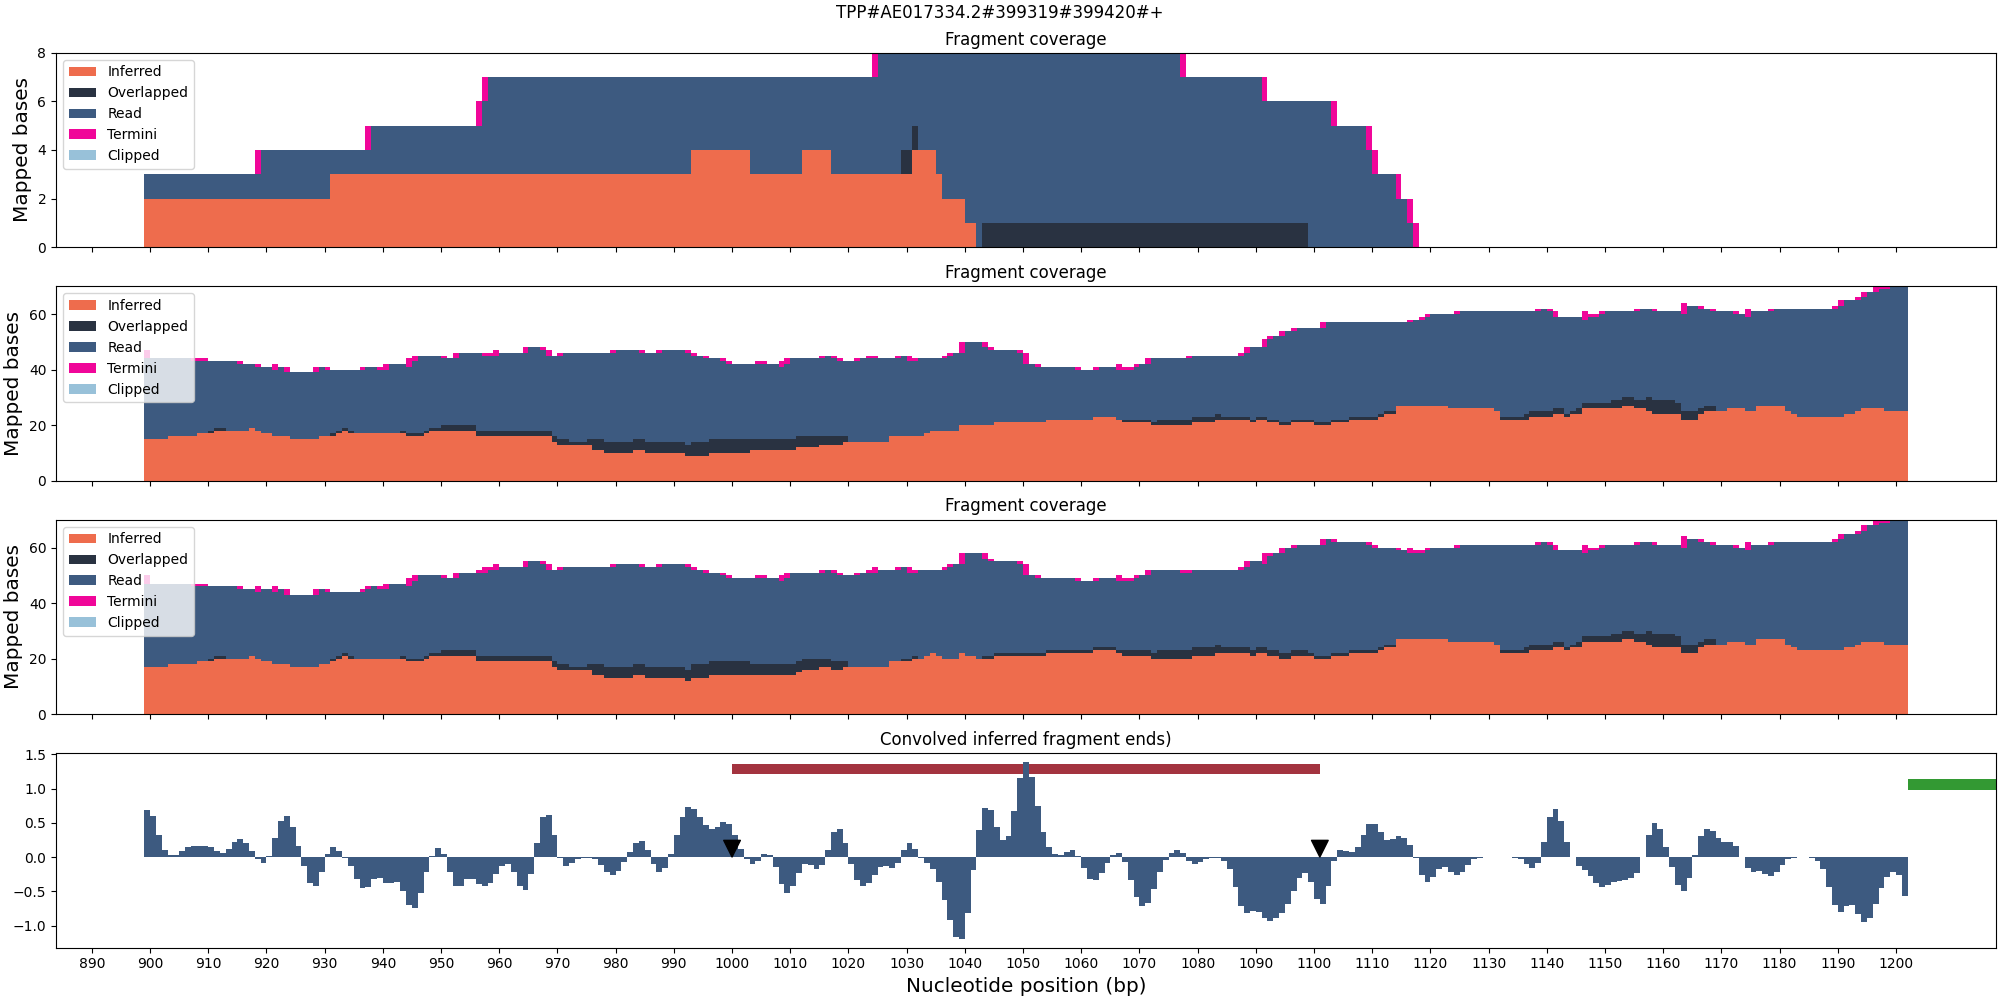 TPP#AE017334.2#399319#399420#+
Fragment coverage
Mapped bases
8
6
4
2
0
Inferred
Overlapped
Read
Termini
Clipped
Fragment coverage
Mapped bases
60
40
20
0
Inferred
Overlapped
Read
Termini
Clipped
Fragment coverage
Mapped bases
60
40
20
0
Inferred
Overlapped
Read
Termini
Clipped
Convolved inferred fragment ends)
1.5
1.0
0.5
0.0
−0.5
−1.0
890 900 910 920 930 940 950 960 970 980 990 1000 1010 1020 1030 1040 1050 1060 1070 1080 1090 1100 1110 1120 1130 1140 1150 1160 1170 1180 1190 1200
Nucleotide position (bp)